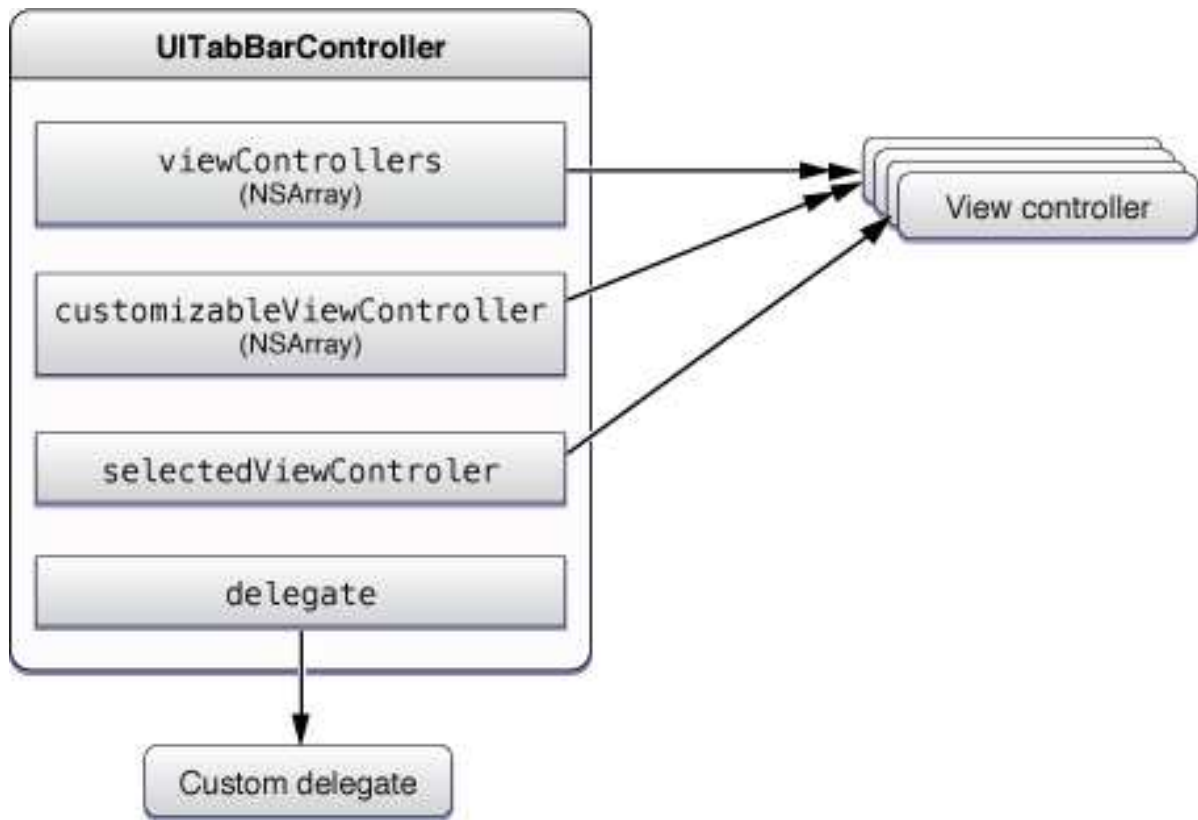 UITabBarController
viewControllers
(NSArray)
View controller
customizableViewController
(NSArray)
selectedViewControler
delegate
Custom delegate